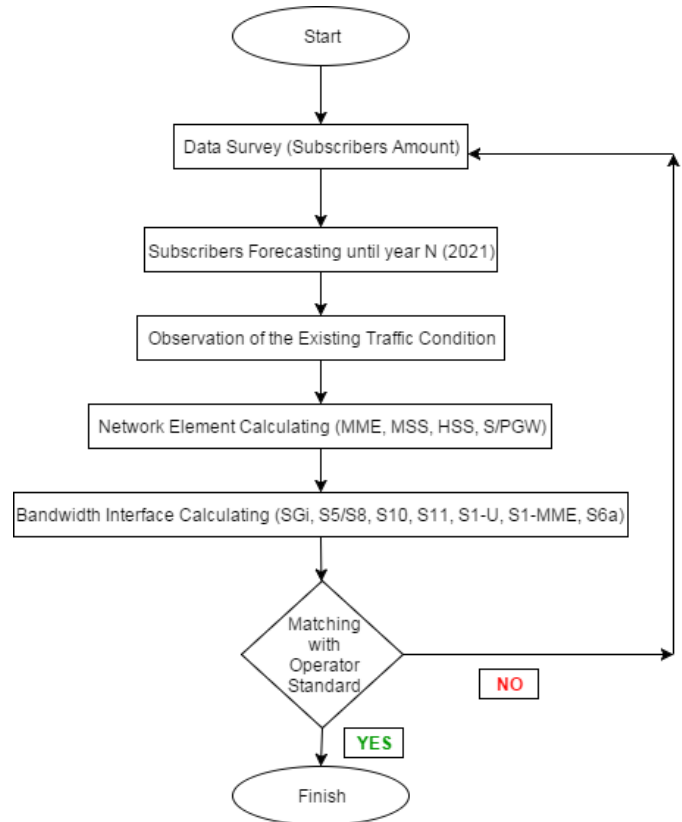 Start
Data Survey (Subscribers Amount)
Subscribers Forecasting until year N (2021)
Observation of the Existing Traffic Condition
Network Element Calculating (MME, MSS, HSS, S/PGW)
Bandwidth Interface Calculating (SGi, S5/S8, S10, S11, S1-U, S1-MME, S6a)
Matching
with
Operator
Standard
NO
YES
Finish